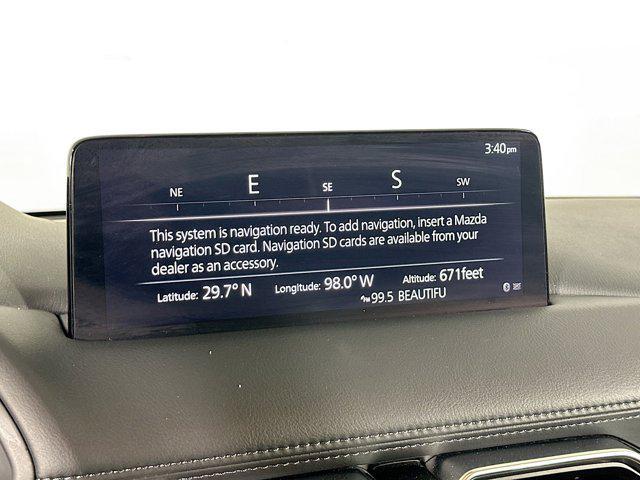 3:40pm
NE E SE S SW
This system is navigation ready. To add navigation, insert a Mazda
navigation SD card. Navigation SD cards are available from your
dealer as an accessory.
Latitude: 29.7° N Longitude: 98.0° W Altitude: 671feet
99.5 BEAUTIFU